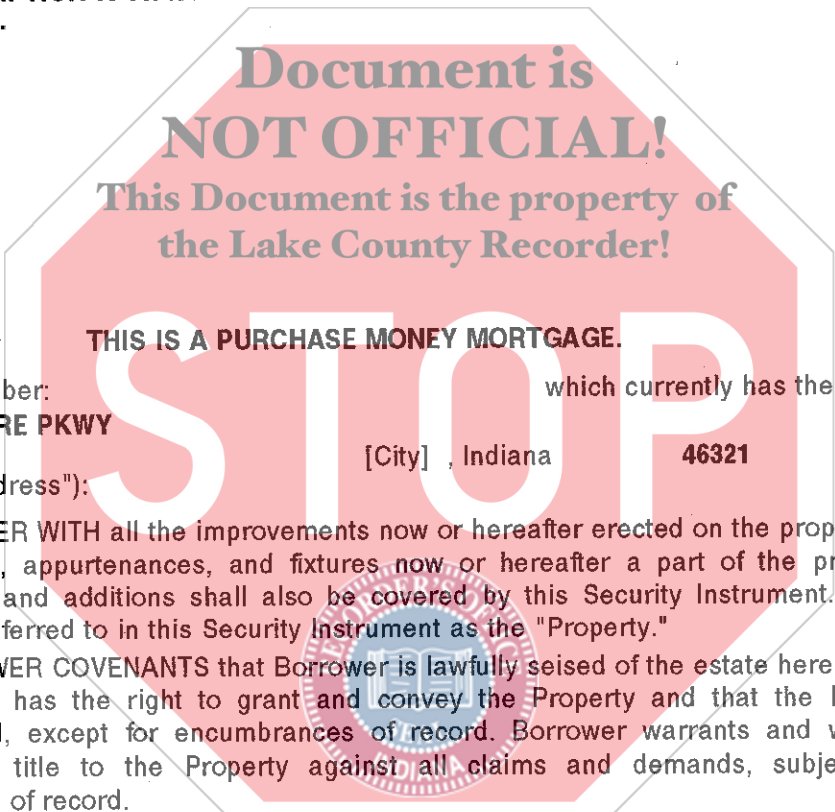 .
Document is
NOT OFFICIAL!
This Document is the property of
the Lake County Recorder!
STOP
THIS IS A PURCHASE MONEY MORTGAGE.
ber: which currently has the
RE PKWY
[City] , Indiana 46321
dress"):
ER WITH all the improvements now or hereafter erected on the prop
, appurtenances, and fixtures now or hereafter a part of the pr
and additions shall also be covered by this Security Instrument.
ferred to in this Security Instrument as the "Property."
WER COVENANTS that Borrower is lawfully seised of the estate here
has the right to grant and convey the Property and that the
, except for encumbrances of record. Borrower warrants and
title to the Property against all claims and demands, subje
of record.
SEAL
INDIANA